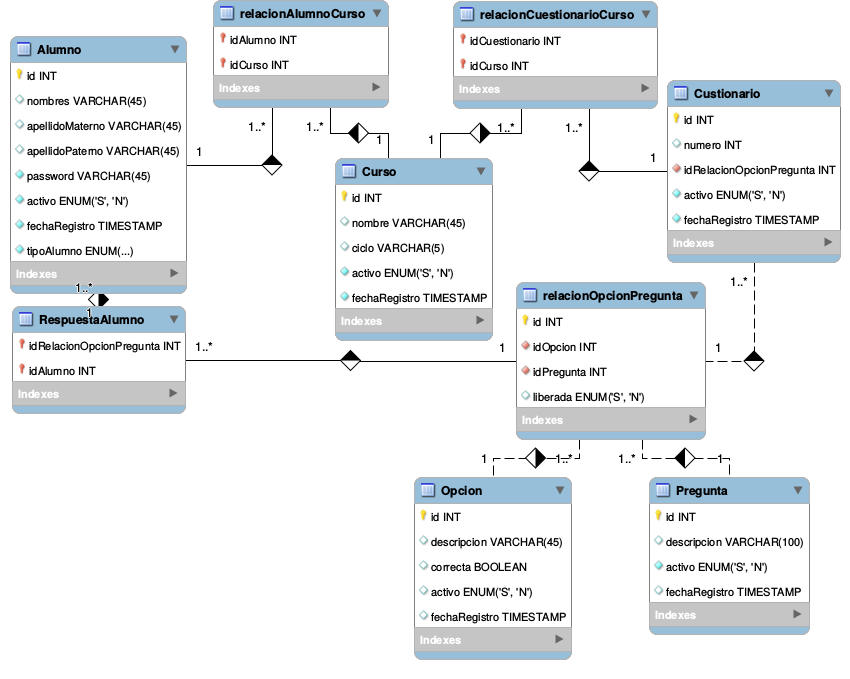 relacionAlumnoCurso
idAlumno INT
idCurso INT
Indexes
relacionCuestionarioCurso
idCuestionario INT
idCurso INT
Indexes
Alumno
id INT
nombres VARCHAR(45)
apellidoMaterno VARCHAR(45)
apellidoPaterno VARCHAR(45)
password VARCHAR(45)
activo ENUM('S', 'N')
fechaRegistro TIMESTAMP
tipoAlumno ENUM(...)
Indexes
Custionario
id INT
numero INT
idRelacionOpcionPregunta INT
activo ENUM('S', 'N')
fechaRegistro TIMESTAMP
Indexes
1..*
1
1..*
1
1
1..*
1..*
1
Curso
id INT
nombre VARCHAR(45)
ciclo VARCHAR(5)
activo ENUM('S', 'N')
fechaRegistro TIMESTAMP
Indexes
1..*
1
RespuestaAlumno
idRelacionOpcionPregunta INT
idAlumno INT
Indexes
1..*
1
relacionOpcionPregunta
id INT
idOpcion INT
idPregunta INT
liberada ENUM('S', 'N')
Indexes
1..*
1
1
1..*
1..*
1
Opcion
id INT
descripcion VARCHAR(45)
correcta BOOLEAN
activo ENUM('S', 'N')
fechaRegistro TIMESTAMP
Indexes
Pregunta
id INT
descripcion VARCHAR(100)
activo ENUM('S', 'N')
fechaRegistro TIMESTAMP
Indexes